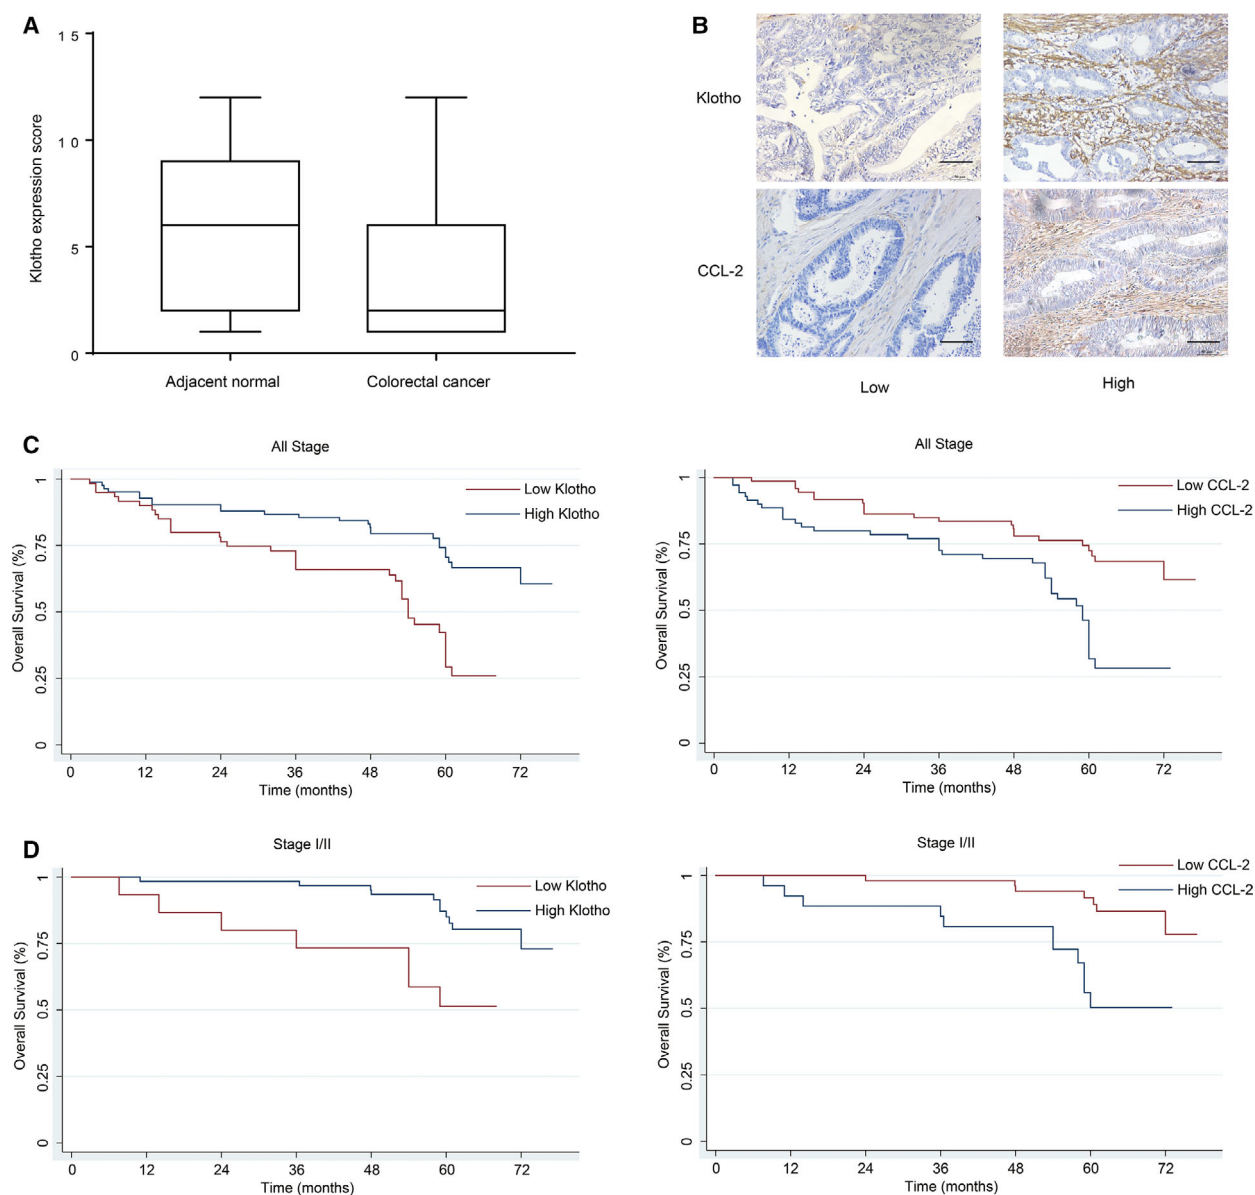 A
15
10
5
0
Klotho expression score
Adjacent normal
Colorectal cancer
B
Klotho
CCL-2
Low
High
C
All Stage
Low Klotho
High Klotho
Overall Survival (%)
1
0.75
0.5
0.25
0
0 12 24 36 48 60 72
Time (months)
All Stage
Low CCL-2
High CCL-2
Overall Survival (%)
1
0.75
0.5
0.25
0
0 12 24 36 48 60 72
Time (months)
D
Stage I/II
Low Klotho
High Klotho
Overall Survival (%)
1
0.75
0.5
0.25
0
0 12 24 36 48 60 72
Time (months)
Stage I/II
Low CCL-2
High CCL-2
Overall Survival (%)
1
0.75
0.5
0.25
0
0 12 24 36 48 60 72
Time (months)